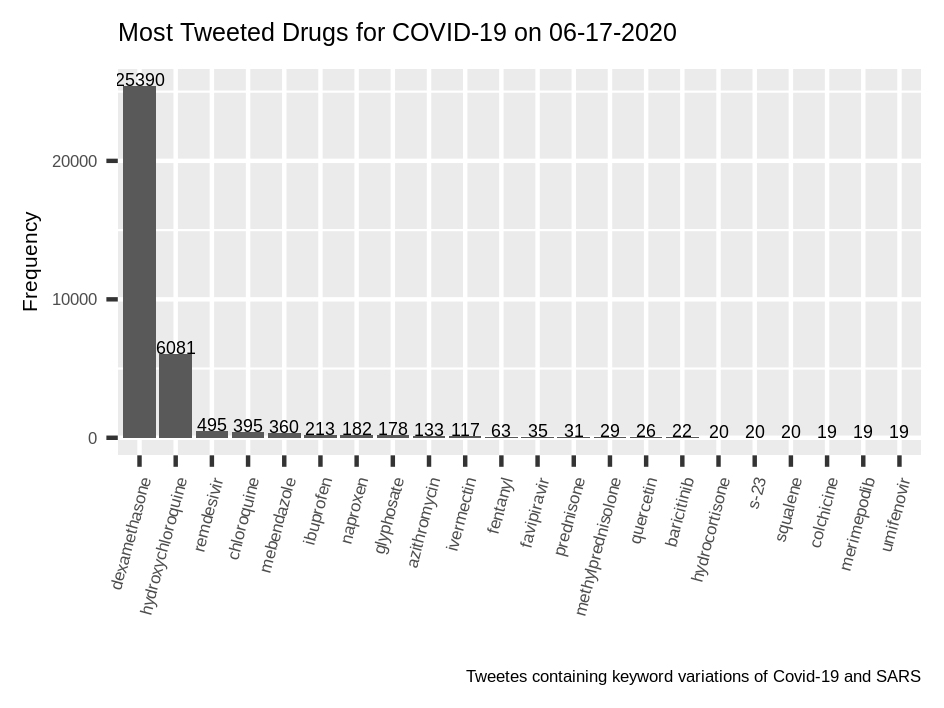 Most Tweeted Drugs for COVID-19 on 06-17-2020
Frequency
20000
10000
0
25390
6081
495
395
360
213
182
178
133
117
63
35
31
29
26
22
20
20
20
19
19
19
dexamethasone
hydroxychloroquine
remdesivir
chloroquine
mebendazole
ibuprofen
naproxen
glyphosate
azithromycin
ivermectin
fentanyl
favipiravir
prednisone
methylprednisolone
quercetin
baricitinib
hydrocortisone
s-23
squalene
colchicine
merimepodib
umifenovir
Tweetes containing keyword variations of Covid-19 and SARS